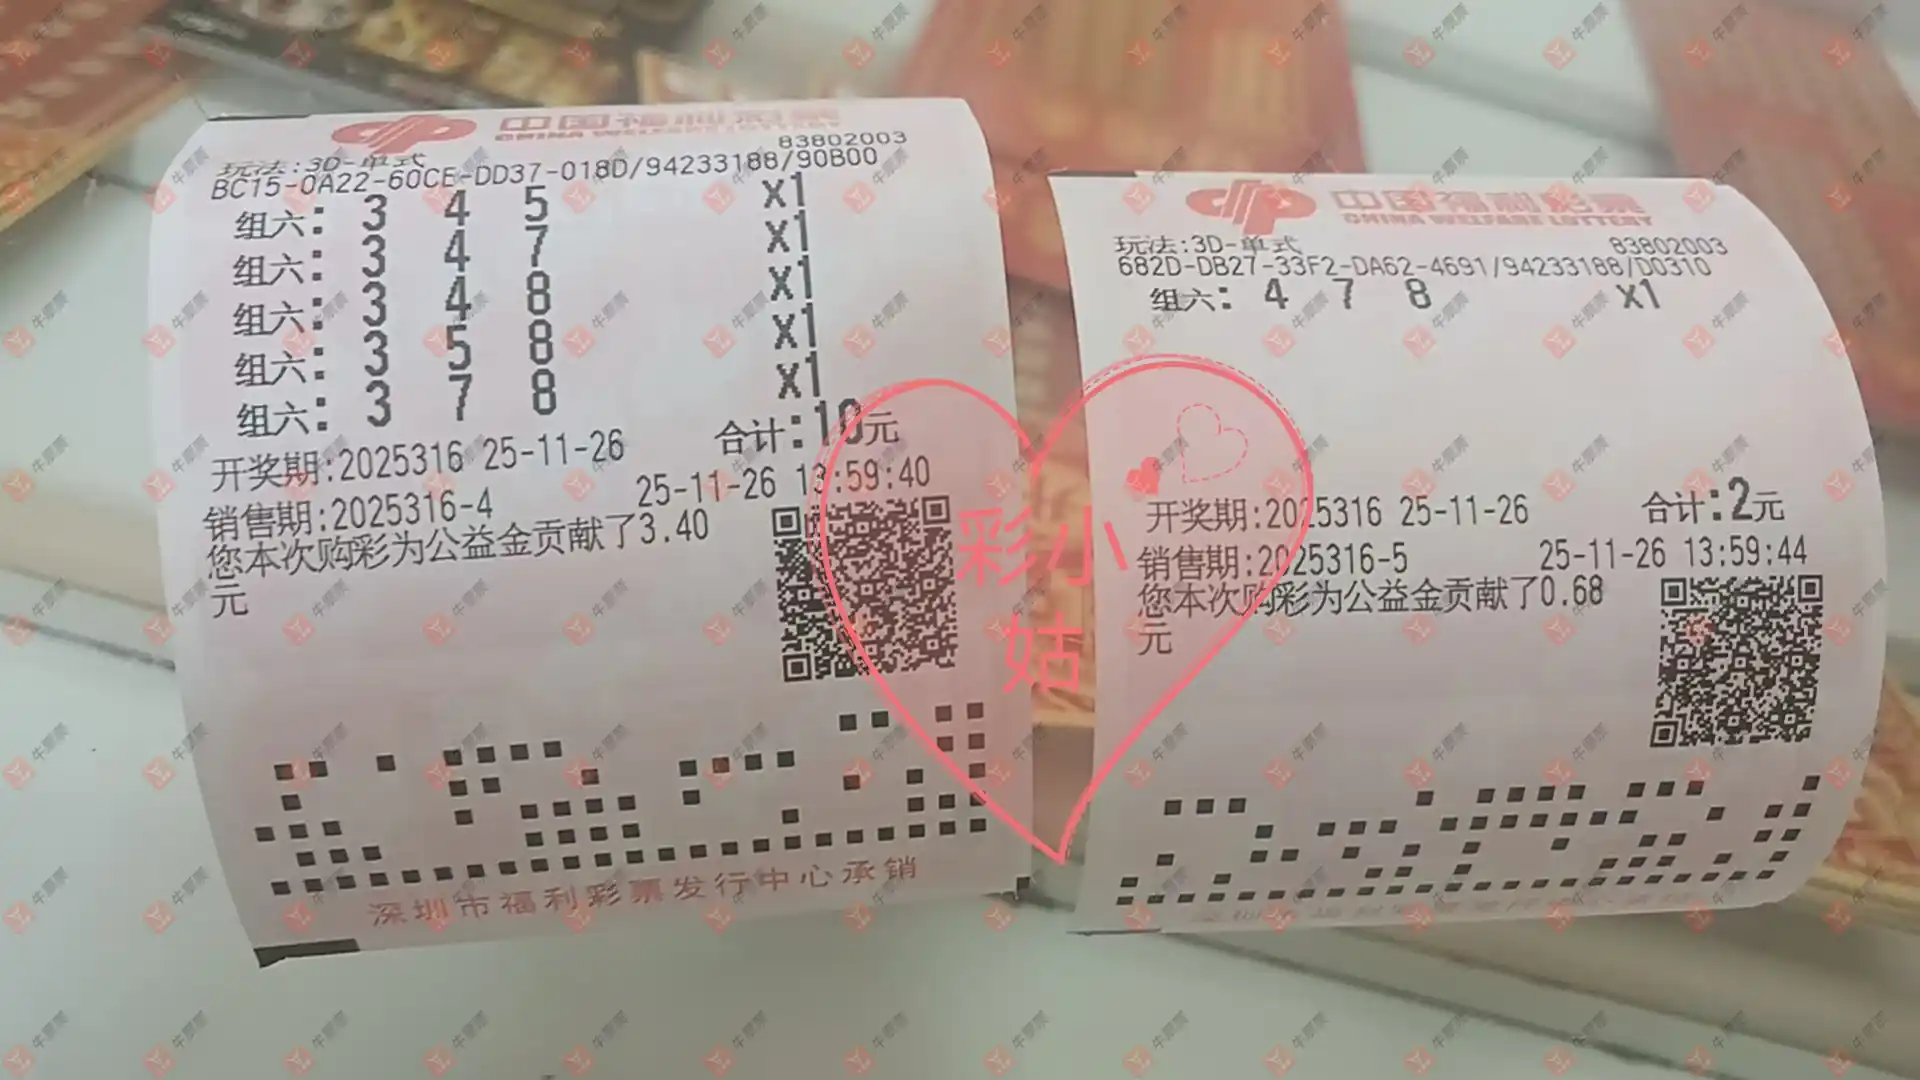 中国福利彩票
CHINA WELFARE LOTTERY
83802003
玩法:3D-单式
BC15-0A22-60CE-DD37-018D/94233188/90B00
组六: 3 4 5 X1
组六: 3 4 7 X1
组六: 3 4 8 X1
组六: 3 5 8 X1
组六: 3 7 8 X1
合计:10元
开奖期:2025316 25-11-26
销售期:2025316-4 25-11-26 13:59:40
您本次购彩为公益金贡献了3.40
元
深圳市福利彩票发行中心承销
中国福利彩票
CHINA WELFARE LOTTERY
玩法:3D-单式 83802003
682D-DB27-33F2-DA62-4691/94233188/D0310
组六: 4 7 8 X1
开奖期:2025316 25-11-26 合计:2元
销售期:2025316-5 25-11-26 13:59:44
您本次购彩为公益金贡献了0.68
元
彩小
姑